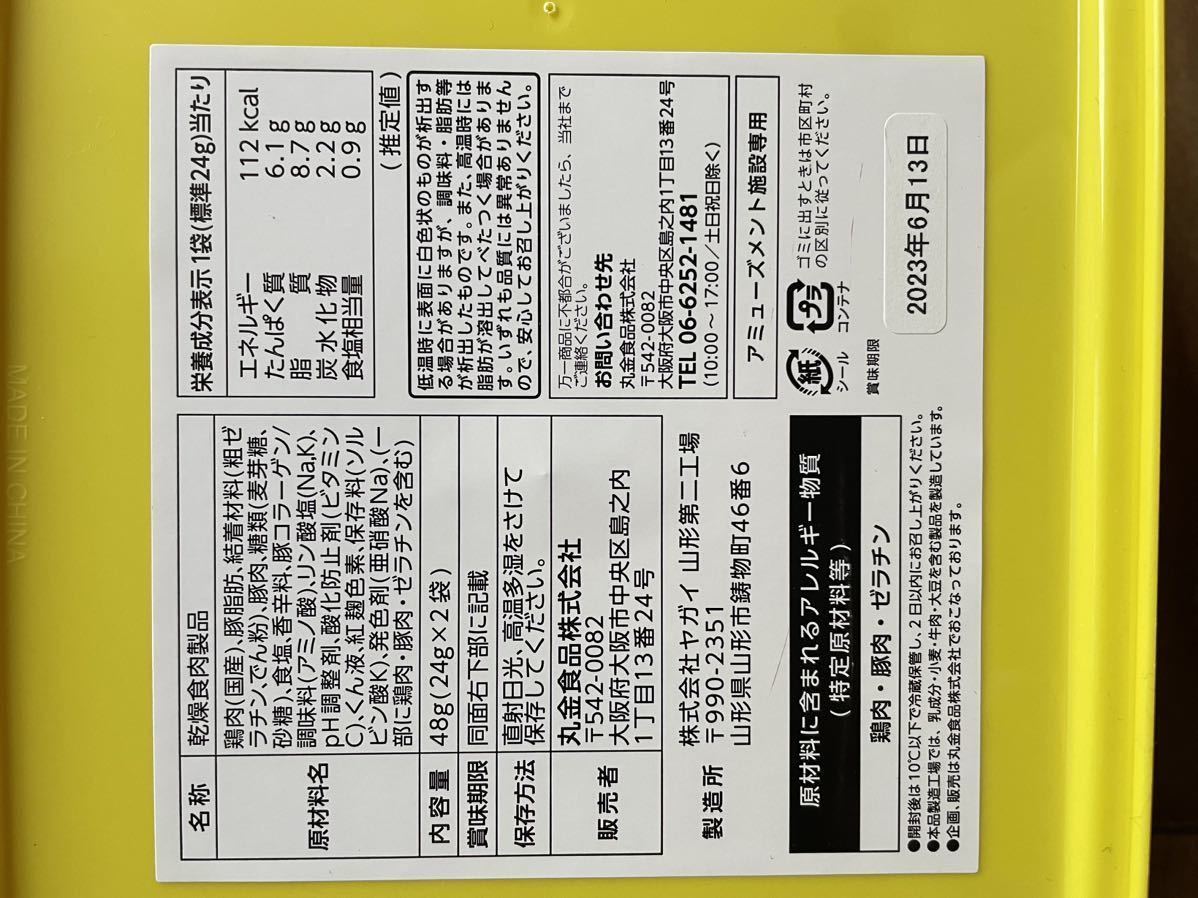 名称
乾燥食肉製品
原材料名
鶏肉(国産)、豚脂肪、結着材料(粗ゼ
ラチン、でん粉)、豚肉、糖類(麦芽糖、
砂糖)、食塩、香辛料、豚コラーゲン/
調味料(アミノ酸)、リン酸塩(Na,K)、
pH調整剤、酸化防止剤(ビタミン
C)、くん液、紅麹色素、保存料(ソル
ビン酸K)、発色剤(亜硝酸Na)、(一
部に鶏肉・豚肉・ゼラチンを含む)
内容量
48g(24g×2袋)
賞味期限
同面右下部に記載
保存方法
直射日光、高温多湿をさけて
保存してください。
販売者
丸金食品株式会社
〒542-0082
大阪府大阪市中央区島之内
1丁目13番24号
製造所
株式会社ヤガイ 山形第二工場
〒990-2351
山形県山形市鋳物町46番6
原材料に含まれるアレルギー物質
(特定原材料等)
鶏肉・豚肉・ゼラチン
●開封後は10℃以下で冷蔵保管し、2日以内にお召し上がりください。
●本品製造工場では、乳成分・小麦・牛肉・大豆を含む製品を製造しています。
●企画、販売は丸金食品株式会社でおこなっております。
栄養成分表示 1袋(標準24g)当たり
エネルギー 112 kcal
たんぱく質 6.1 g
脂質 8.7 g
炭水化物 2.2 g
食塩相当量 0.9 g
(推定値)
低温時に表面に白色状のものが析出す
る場合がありますが、調味料・脂肪等
が析出したものです。また、高温時には
脂肪が溶出してべたつく場合がありま
す。いずれも品質には異常ありません
ので、安心してお召し上がりください。
万一商品に不都合がございましたら、当社まで
ご連絡ください。
お問い合わせ先
丸金食品株式会社
〒542-0082
大阪府大阪市中央区島之内1丁目13番24号
TEL 06-6252-1481
(10:00～17:00/土日祝日除く)
アミューズメント施設専用
紙
シール
プラ
コンテナ
ゴミに出すときは市区町村
の区別に従ってください。
賞味期限
2023年6月13日
MADE IN CHINA